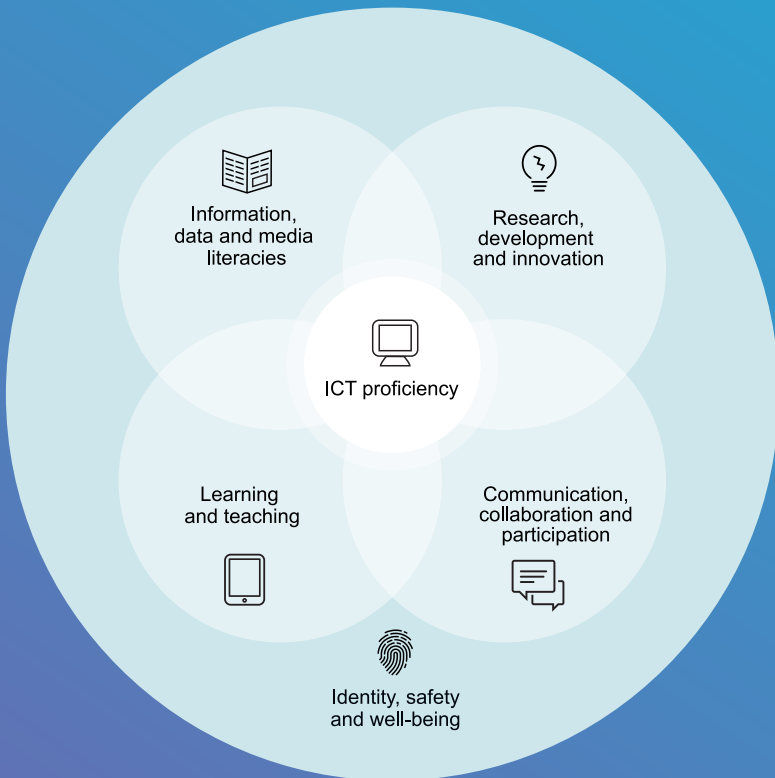 Information,
data and media
literacies
Research,
development
and innovation
ICT proficiency
Learning
and teaching
Communication,
collaboration and
participation
Identity, safety
and well-being